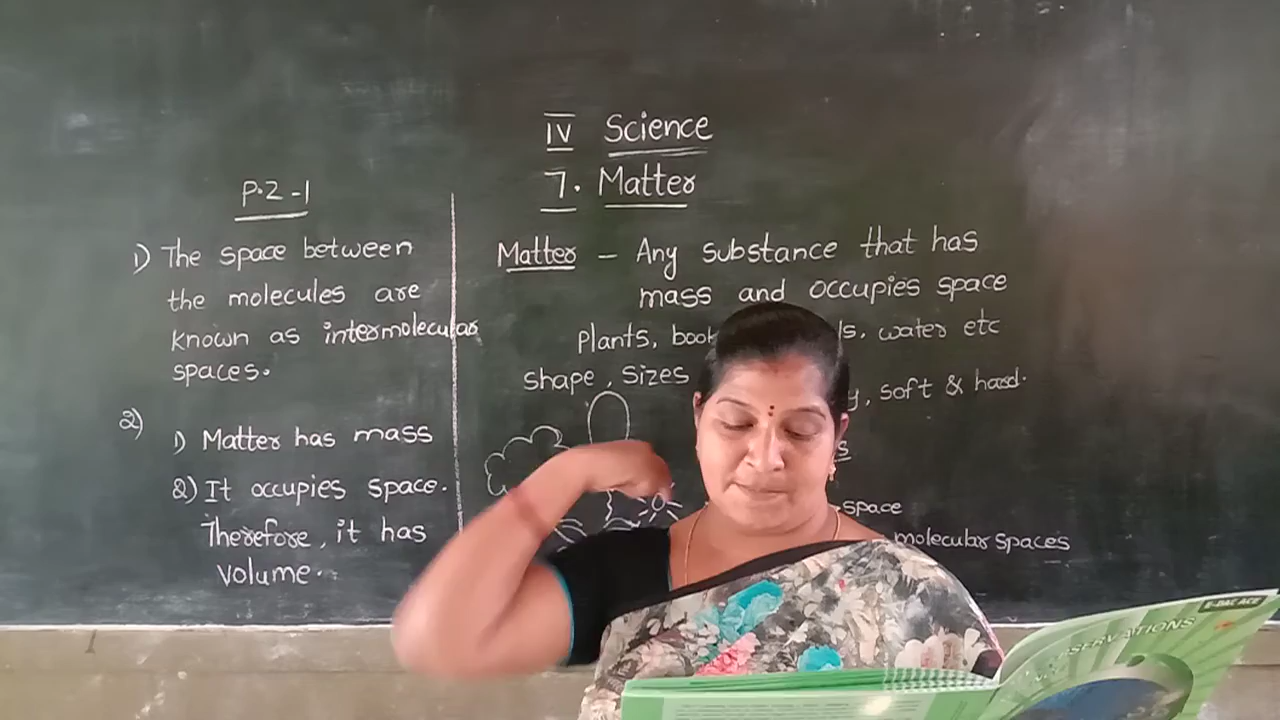 IV Science
7. Matter
P.2-1
1) The space between
the molecules are
known as intermolecular
spaces.
2)
1) Matter has mass
2) It occupies space.
Therefore, it has
volume.
Matter – Any substance that has
mass and occupies space
Plants, water etc
shape, sizes soft & hard.
space
molecular spaces
OBSERVATIONS